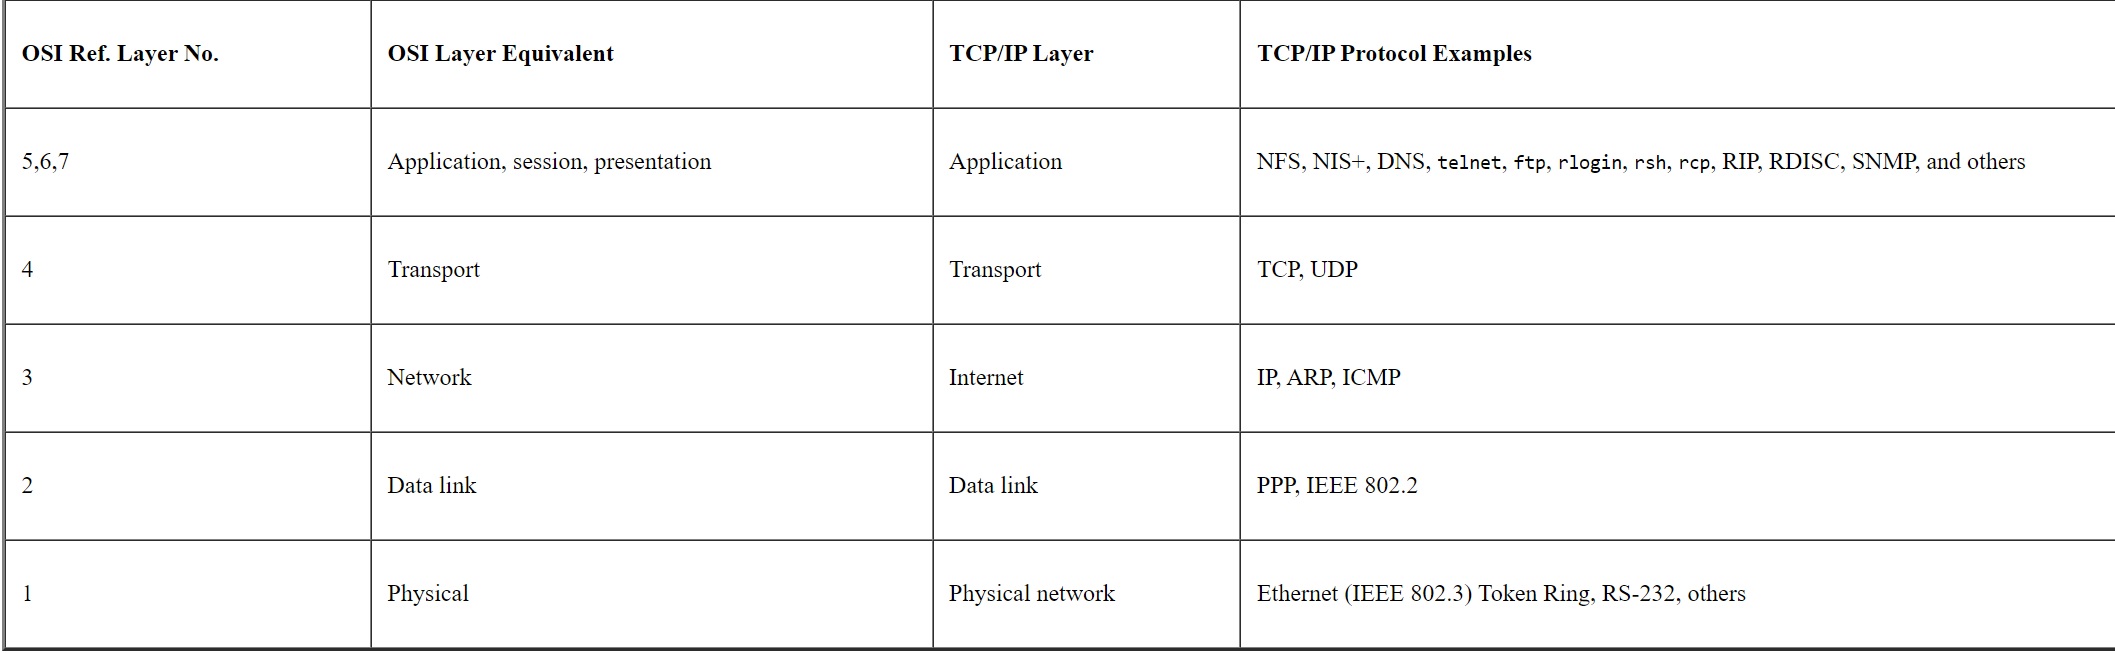 OSI Ref. Layer No. OSI Layer Equivalent TCP/IP Layer TCP/IP Protocol Examples
5,6,7 Application, session, presentation Application NFS, NIS+, DNS, telnet, ftp, rlogin, rsh, rcp, RIP, RDISC, SNMP, and others
4 Transport Transport TCP, UDP
3 Network Internet IP, ARP, ICMP
2 Data link Data link PPP, IEEE 802.2
1 Physical Physical network Ethernet (IEEE 802.3) Token Ring, RS-232, others